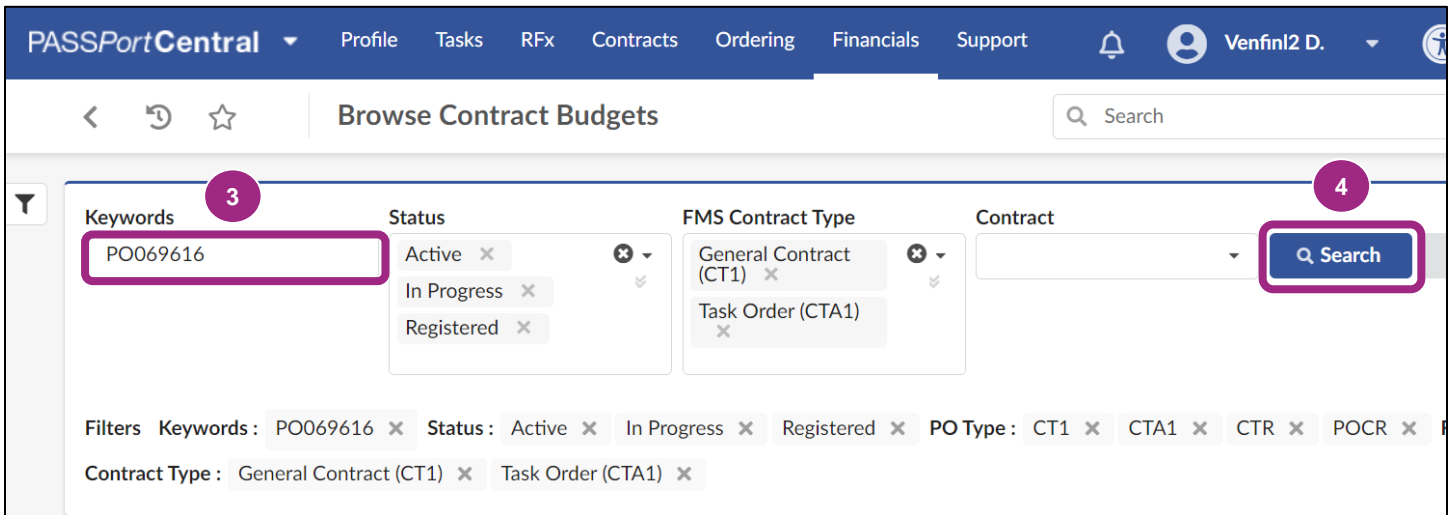 PASSPortCentral Profile Tasks RFx Contracts Ordering Financials Support Venfinl2 D.
Browse Contract Budgets Search
3 4
Keywords Status FMS Contract Type Contract
PO069616 Active General Contract (CT1) Search
In Progress Task Order (CTA1)
Registered
Filters Keywords : PO069616 Status : Active In Progress Registered PO Type : CT1 CTA1 CTR POCR
Contract Type : General Contract (CT1) Task Order (CTA1)